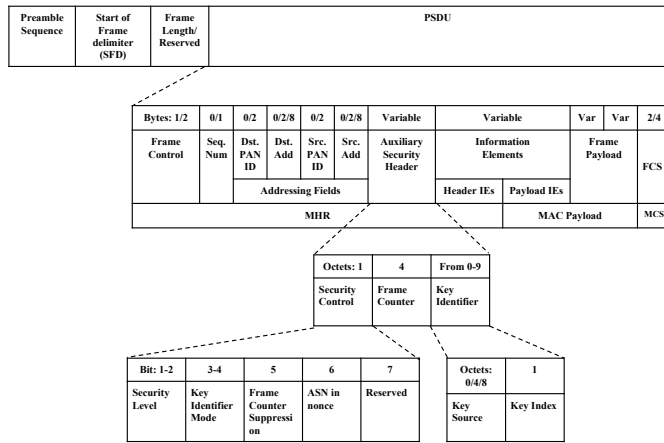 Preamble Sequence
Start of Frame delimiter (SFD)
Frame Length/ Reserved
PSDU
Bytes: 1/2
0/1
0/2
0/2/8
0/2
0/2/8
Variable
Variable
Var
Var
2/4
Frame Control
Seq. Num
Dst. PAN ID
Dst. Add
Src. PAN ID
Src. Add
Auxiliary Security Header
Information Elements
Frame Payload
FCS
Addressing Fields
Header IEs
Payload IEs
MHR
MAC Payload
MCS
Octets: 1
4
From 0-9
Security Control
Frame Counter
Key Identifier
Bit: 1-2
3-4
5
6
7
Security Level
Key Identifier Mode
Frame Counter Suppressi on
ASN in nonce
Reserved
Octets: 0/4/8
1
Key Source
Key Index